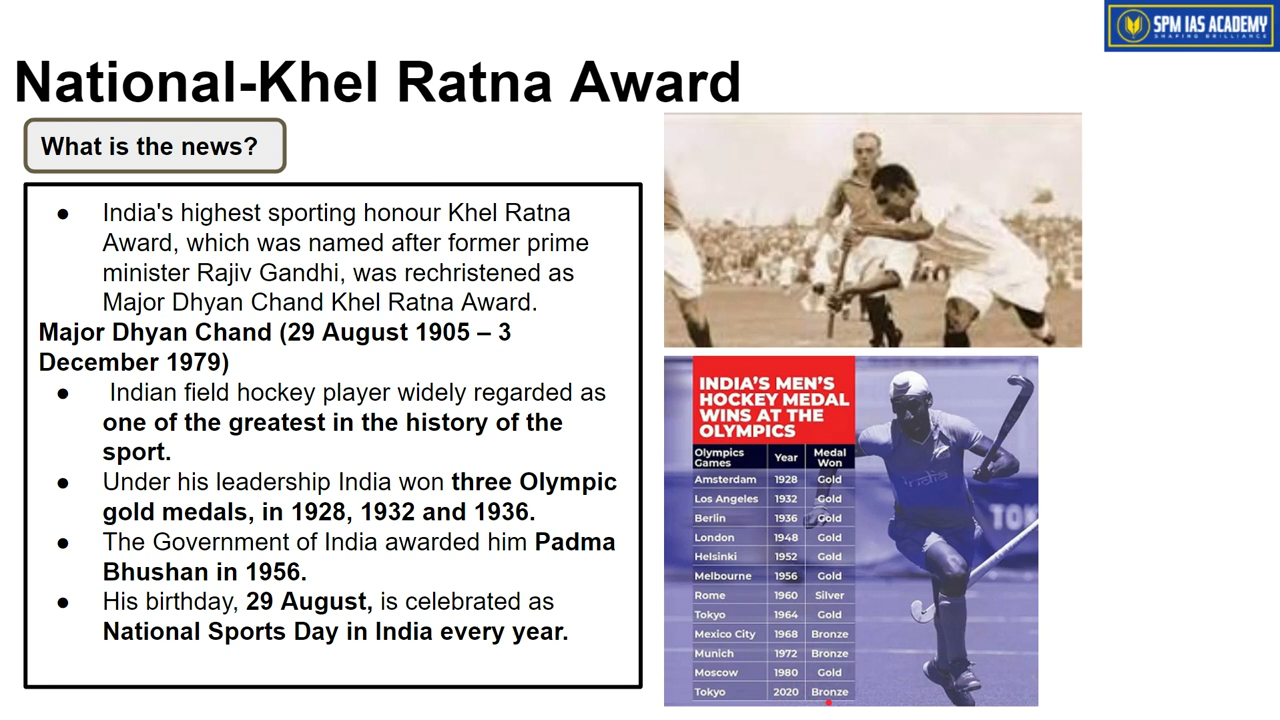 SPM IAS ACADEMY
SHAPING BRILLIANCE
National-Khel Ratna Award
What is the news?
● India's highest sporting honour Khel Ratna
Award, which was named after former prime
minister Rajiv Gandhi, was rechristened as
Major Dhyan Chand Khel Ratna Award.
Major Dhyan Chand (29 August 1905 – 3
December 1979)
● Indian field hockey player widely regarded as
one of the greatest in the history of the
sport.
● Under his leadership India won three Olympic
gold medals, in 1928, 1932 and 1936.
● The Government of India awarded him Padma
Bhushan in 1956.
● His birthday, 29 August, is celebrated as
National Sports Day in India every year.
INDIA'S MEN'S
HOCKEY MEDAL
WINS AT THE
OLYMPICS
Olympics Games Year Medal Won
Amsterdam 1928 Gold
Los Angeles 1932 Gold
Berlin 1936 Gold
London 1948 Gold
Helsinki 1952 Gold
Melbourne 1956 Gold
Rome 1960 Silver
Tokyo 1964 Gold
Mexico City 1968 Bronze
Munich 1972 Bronze
Moscow 1980 Gold
Tokyo 2020 Bronze
India
TOK